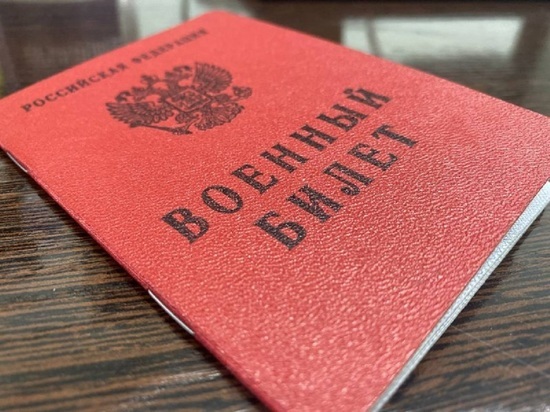 РОССИЙСКАЯ ФЕДЕРАЦИЯ
ВОЕННЫЙ
БИЛЕТ